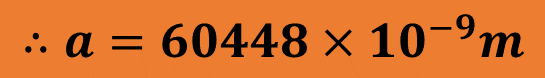 ∴ a = 60448 × 10⁻⁹m